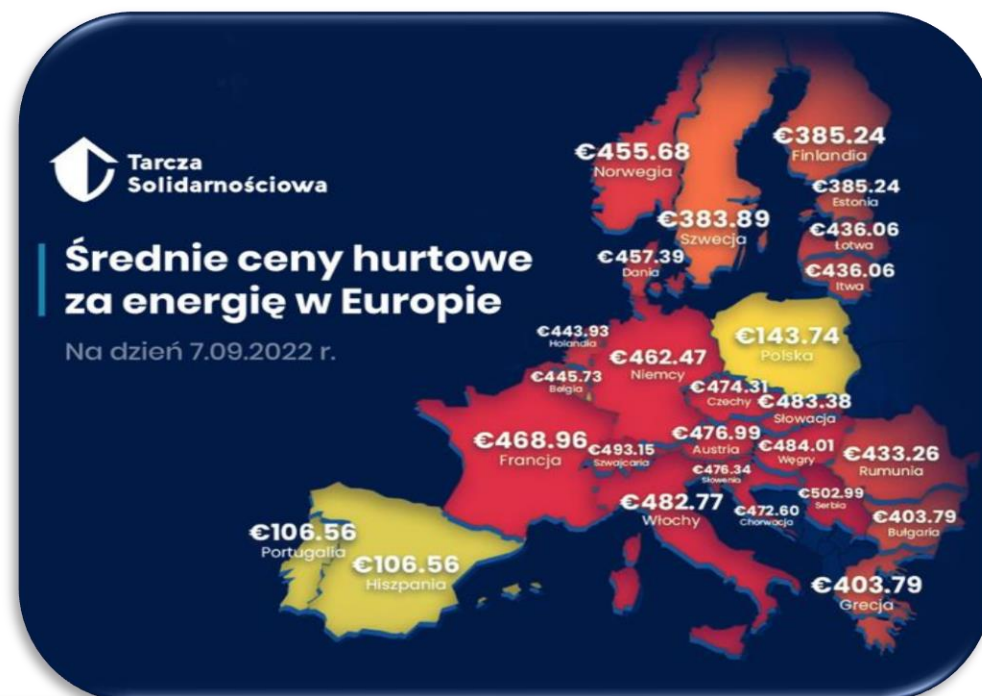 Tarcza
Solidarnościowa
Średnie ceny hurtowe
za energię w Europie
Na dzień 7.09.2022 r.
€455.68
Norwegia
€385.24
Finlandia
€385.24
Estonia
€383.89
Szwecja
€436.06
Łotwa
€457.39
Dania
€436.06
litwa
€443.93
Holandia
€462.47
Niemcy
€143.74
Polska
€445.73
Belgia
€474.31
Czechy
€483.38
Słowacja
€468.96
Francja
€493.15
Szwajcaria
€476.99
Austria
€484.01
Węgry
€433.26
Rumunia
€476.34
Słowenia
€482.77
Włochy
€472.60
Chorwacja
€502.99
Serbia
€403.79
Bułgaria
€106.56
Portugalia
€106.56
Hiszpania
€403.79
Grecja